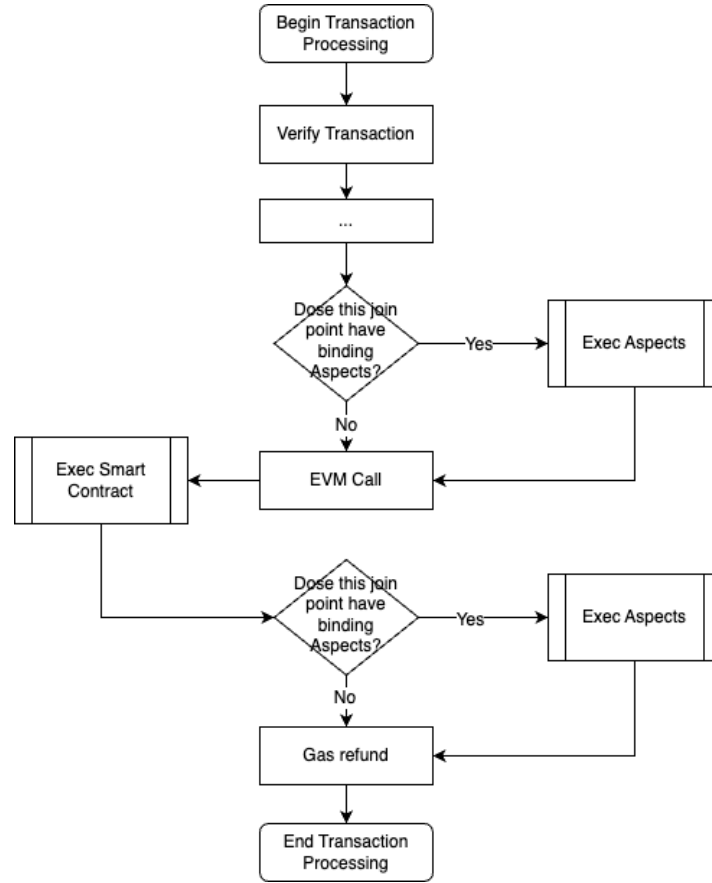 Begin Transaction
Processing
Verify Transaction
...
Dose this join
point have
binding
Aspects?
Yes
Exec Aspects
No
Exec Smart
Contract
EVM Call
Dose this join
point have
binding
Aspects?
Yes
Exec Aspects
No
Gas refund
End Transaction
Processing